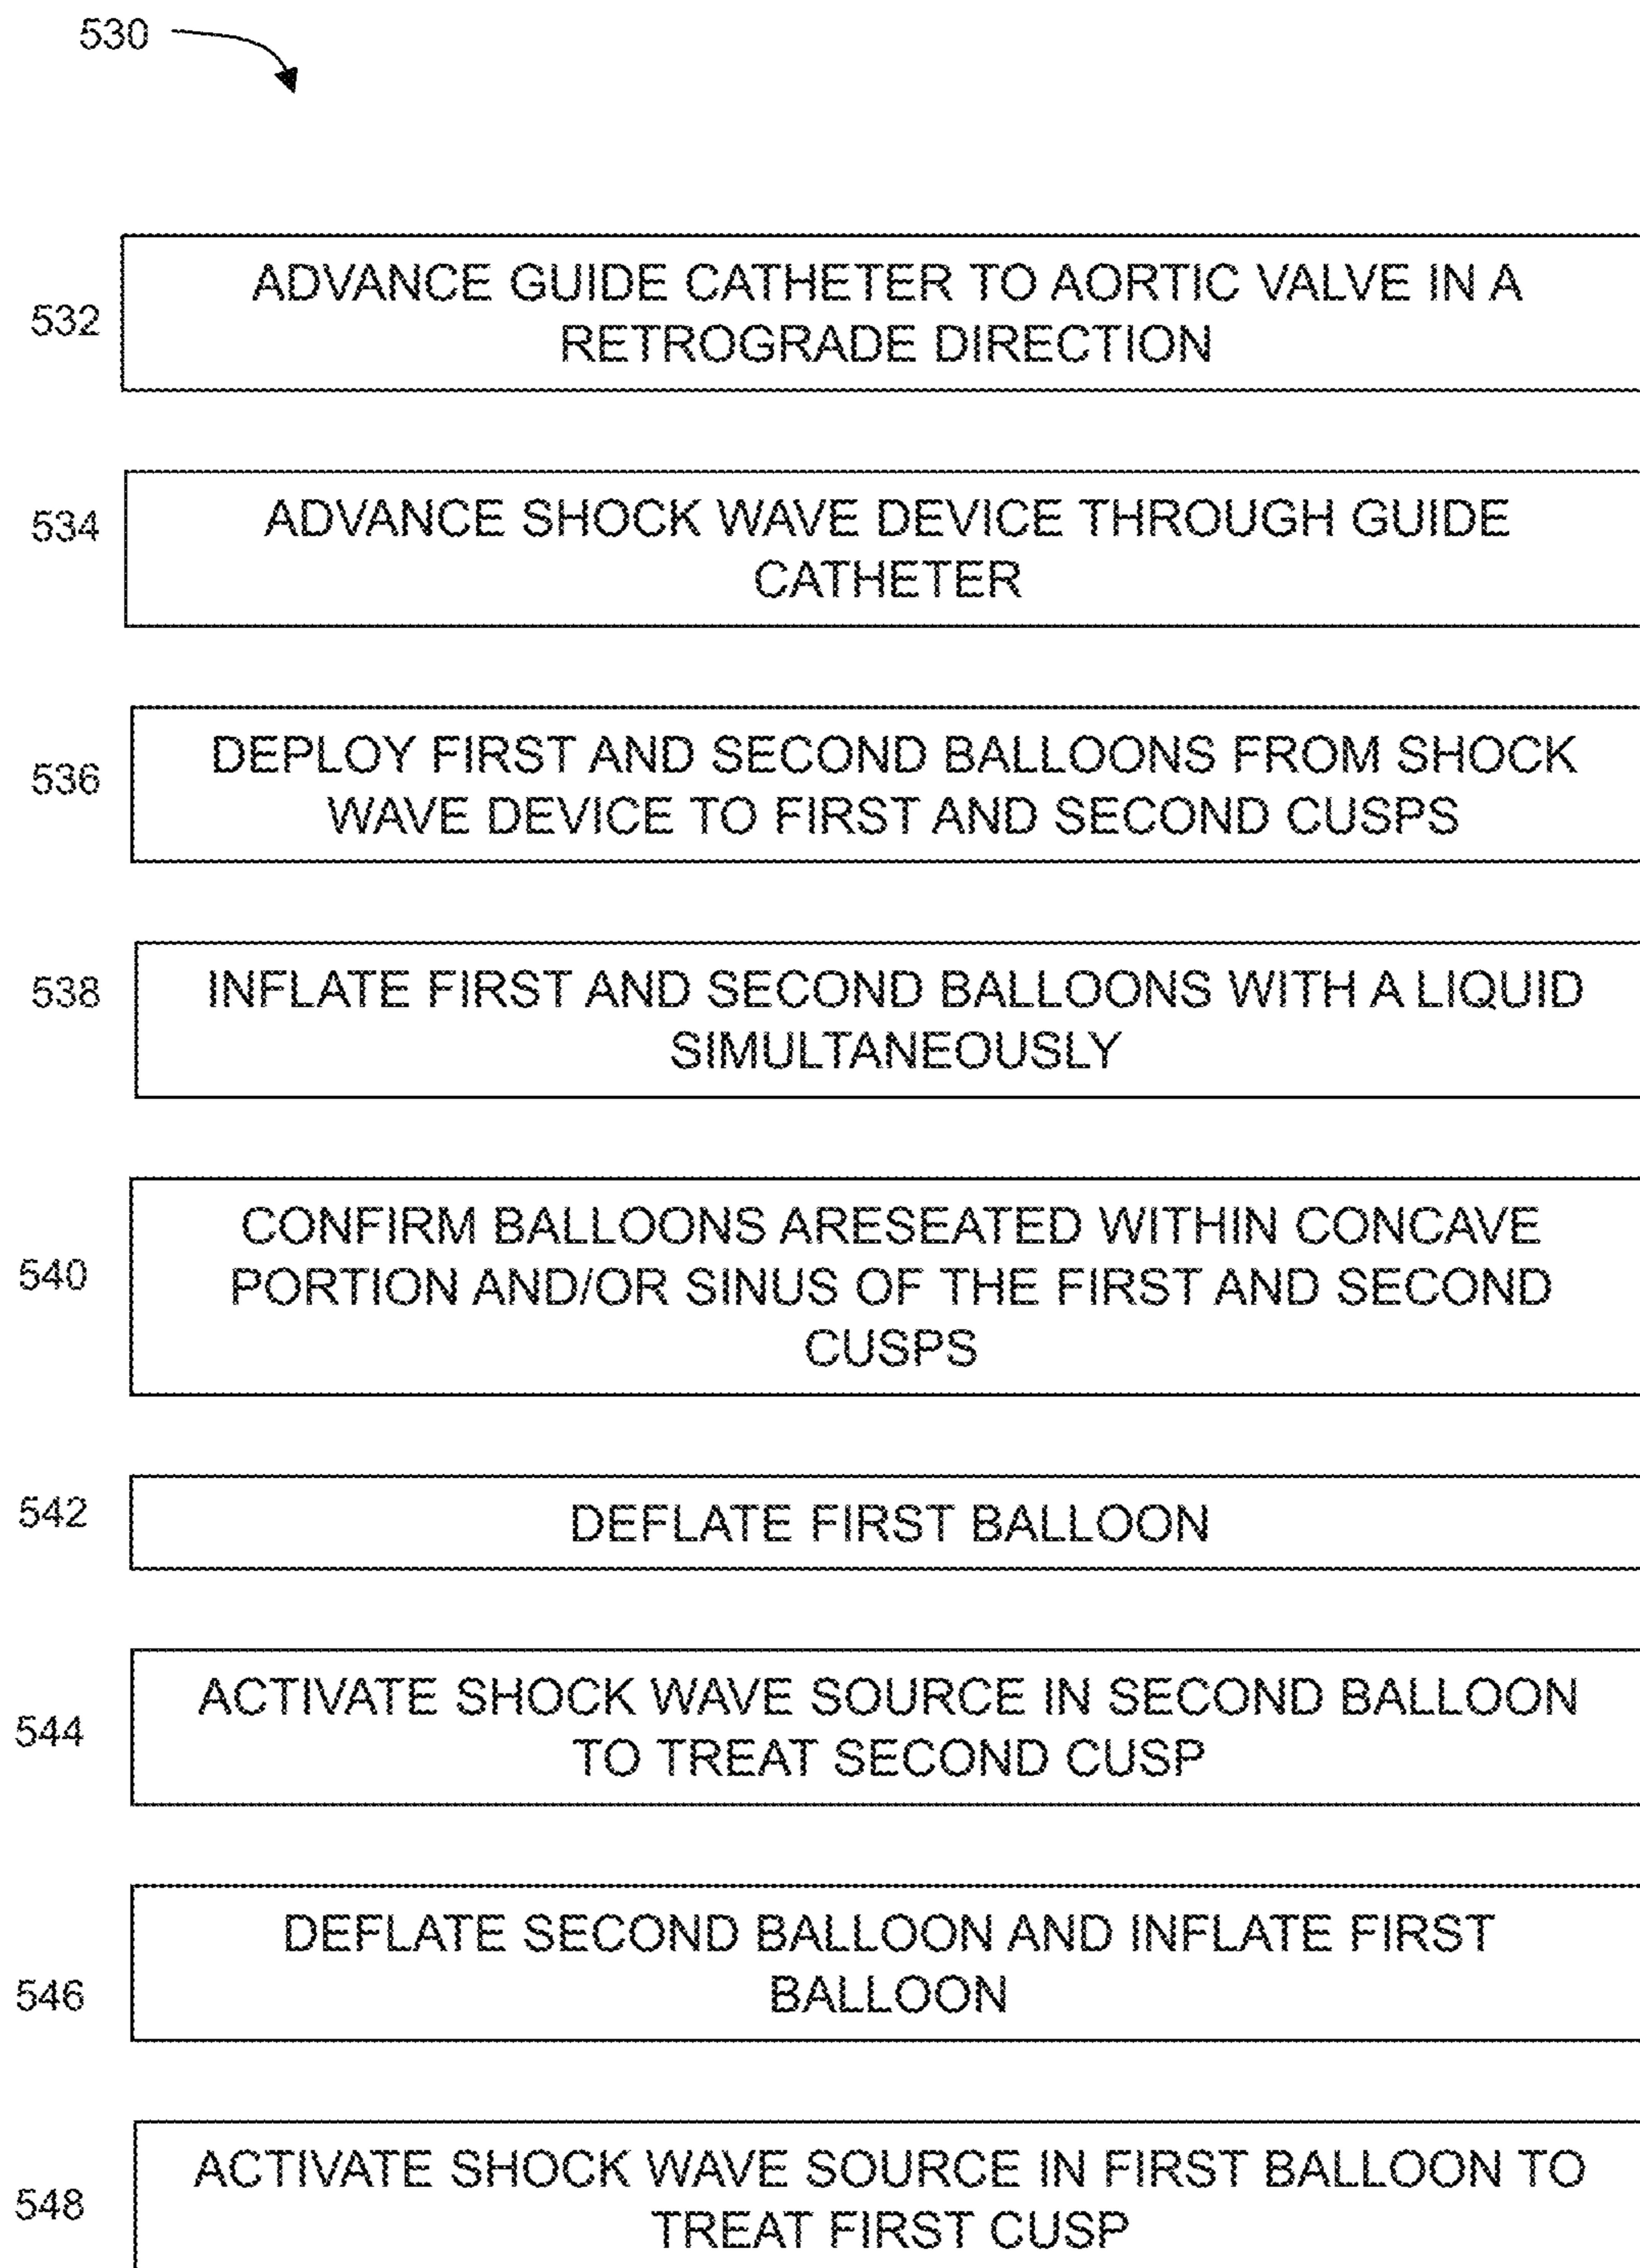 530
532
ADVANCE GUIDE CATHETER TO AORTIC VALVE IN A
RETROGRADE DIRECTION
534
ADVANCE SHOCK WAVE DEVICE THROUGH GUIDE
CATHETER
536
DEPLOY FIRST AND SECOND BALLOONS FROM SHOCK
WAVE DEVICE TO FIRST AND SECOND CUSPS
538
INFLATE FIRST AND SECOND BALLOONS WITH A LIQUID
SIMULTANEOUSLY
540
CONFIRM BALLOONS ARESEATED WITHIN CONCAVE
PORTION AND/OR SINUS OF THE FIRST AND SECOND
CUSPS
542
DEFLATE FIRST BALLOON
544
ACTIVATE SHOCK WAVE SOURCE IN SECOND BALLOON
TO TREAT SECOND CUSP
546
DEFLATE SECOND BALLOON AND INFLATE FIRST
BALLOON
548
ACTIVATE SHOCK WAVE SOURCE IN FIRST BALLOON TO
TREAT FIRST CUSP